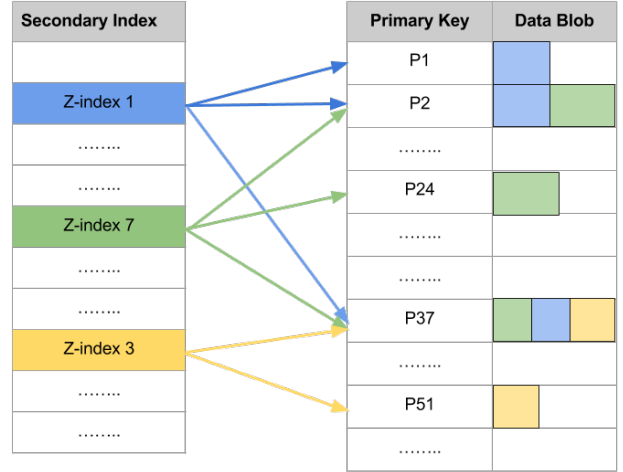 Secondary Index
Z-index 1
……..
……..
Z-index 7
……..
……..
Z-index 3
……..
……..
Primary Key Data Blob
P1
P2
……..
P24
……..
……..
P37
……..
P51
……..